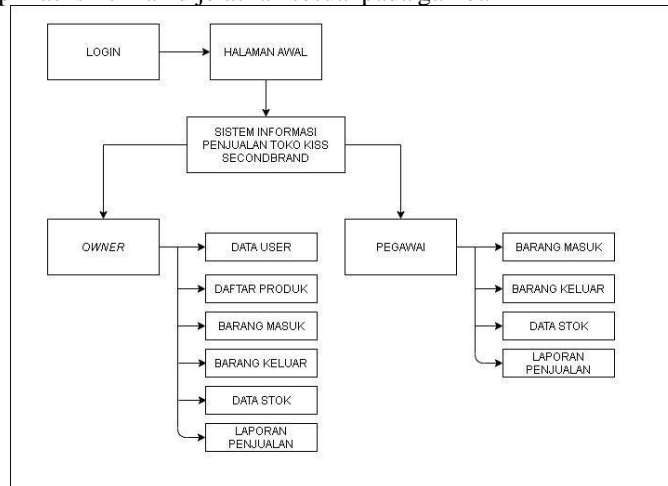 LOGIN
HALAMAN AWAL
SISTEM INFORMASI
PENJUALAN TOKO KISS
SECONDBRAND
OWNER
DATA USER
DAFTAR PRODUK
BARANG MASUK
BARANG KELUAR
DATA STOK
LAPORAN
PENJUALAN
PEGAWAI
BARANG MASUK
BARANG KELUAR
DATA STOK
LAPORAN
PENJUALAN